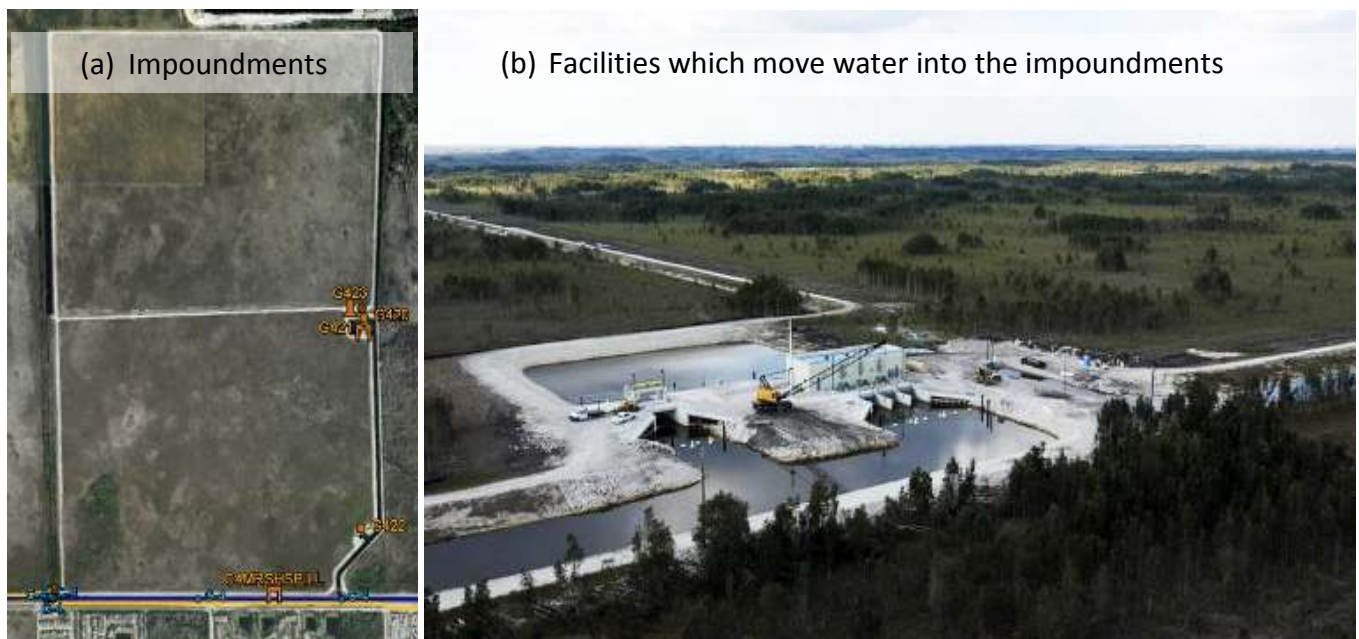 (a) Impoundments
(b) Facilities which move water into the impoundments
G423
G421
G422